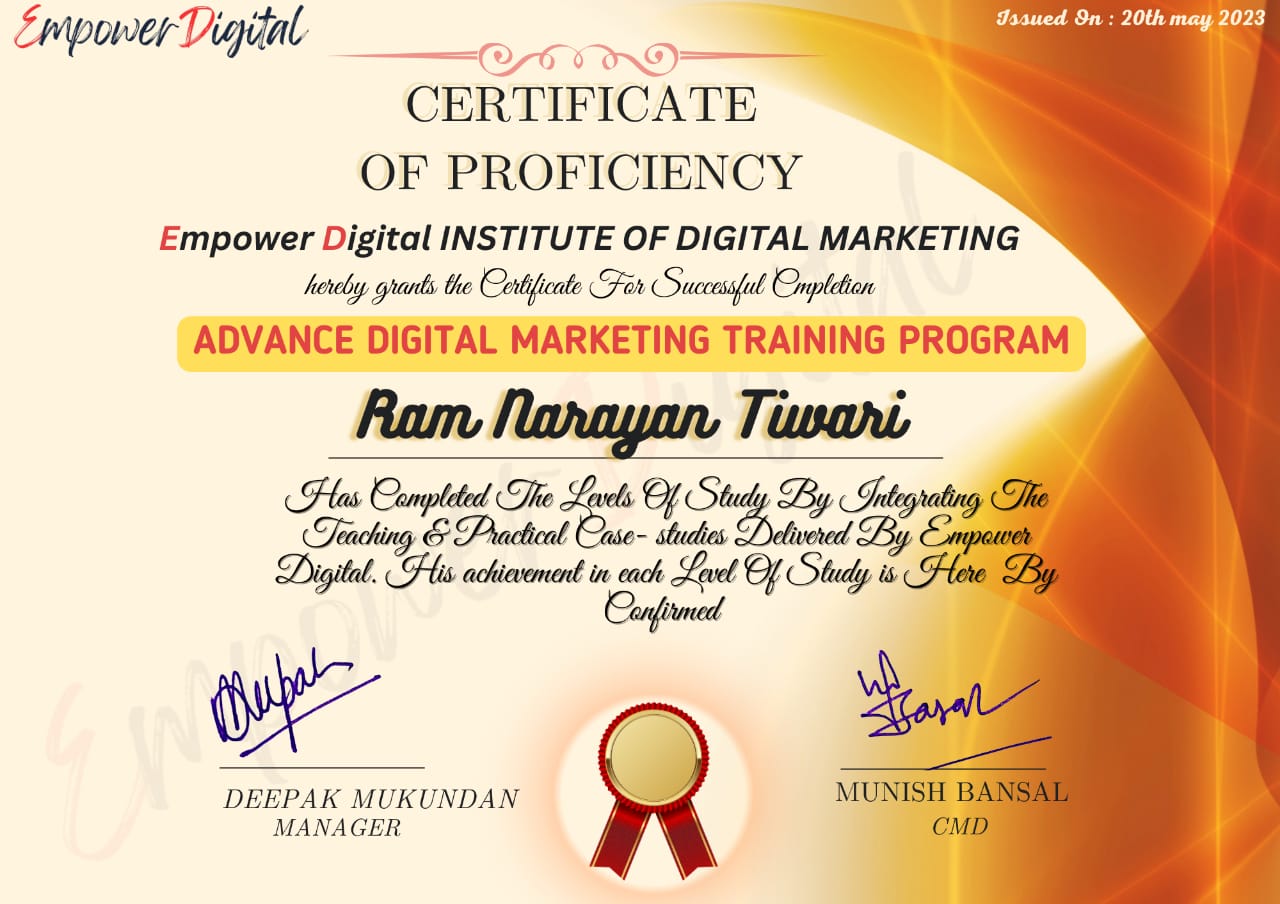 Empower Digital
Issued On : 20th may 2023
CERTIFICATE
OF PROFICIENCY
Empower Digital INSTITUTE OF DIGITAL MARKETING
hereby grants the Certificate For Successful Cmpletion
ADVANCE DIGITAL MARKETING TRAINING PROGRAM
Ram Narayan Tiwari
Has Completed The Levels Of Study By Integrating The
Teaching & Practical Case- studies Delivered By Empower
Digital. His achievement in each Level Of Study is Here By
Confirmed
Empower Digital
Deepak
Bansal
DEEPAK MUKUNDAN
MANAGER
MUNISH BANSAL
CMD